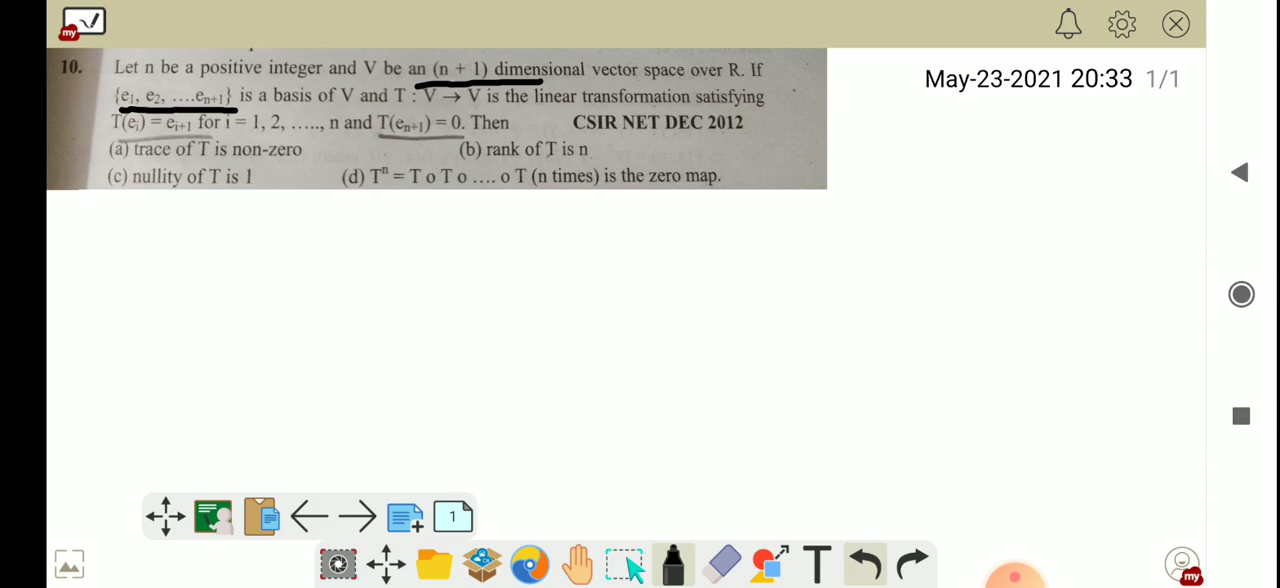 my
May-23-2021 20:33 1/1
10. Let n be a positive integer and V be an (n + 1) dimensional vector space over R. If
{e₁, e₂, ....eₙ₊₁} is a basis of V and T : V → V is the linear transformation satisfying
T(eᵢ) = eᵢ₊₁ for i = 1, 2, ....., n and T(eₙ₊₁) = 0. Then CSIR NET DEC 2012
(a) trace of T is non-zero (b) rank of T is n
(c) nullity of T is 1 (d) Tⁿ = T o T o .... o T (n times) is the zero map.
1
T
my